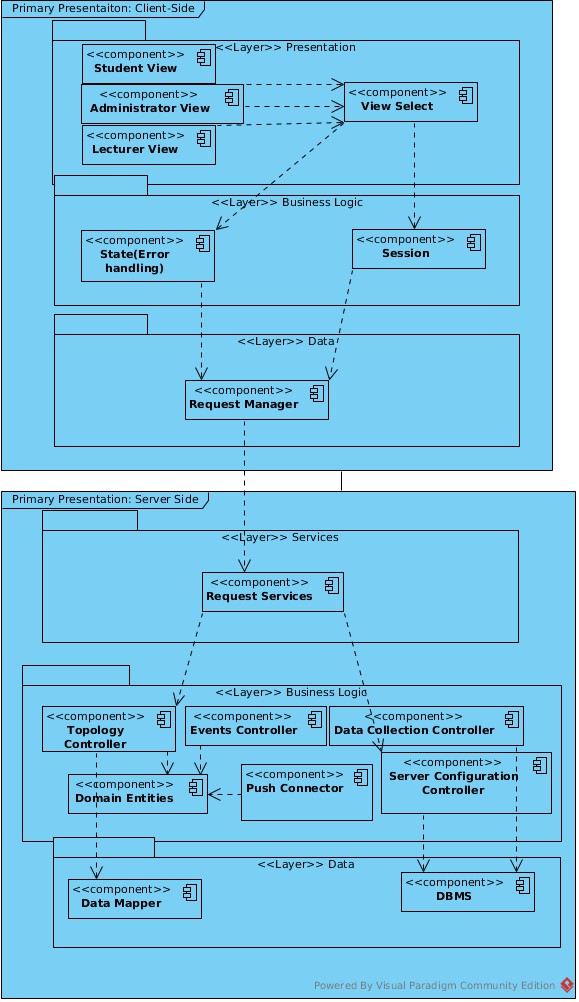 Primary Presentaiton: Client-Side
<<Layer>> Presentation
<<component>>
Student View
<<component>>
Administrator View
<<component>>
View Select
<<component>>
Lecturer View
<<Layer>> Business Logic
<<component>>
State(Error
handling)
<<component>>
Session
<<Layer>> Data
<<component>>
Request Manager
Primary Presentation: Server Side
<<Layer>> Services
<<component>>
Request Services
<<Layer>> Business Logic
<<component>>
Topology
Controller
<<component>>
Events Controller
<<component>>
Data Collection Controller
<<component>>
Domain Entities
<<component>>
Push Connector
<<component>>
Server Configuration
Controller
<<Layer>> Data
<<component>>
Data Mapper
<<component>>
DBMS
Powered By Visual Paradigm Community Edition